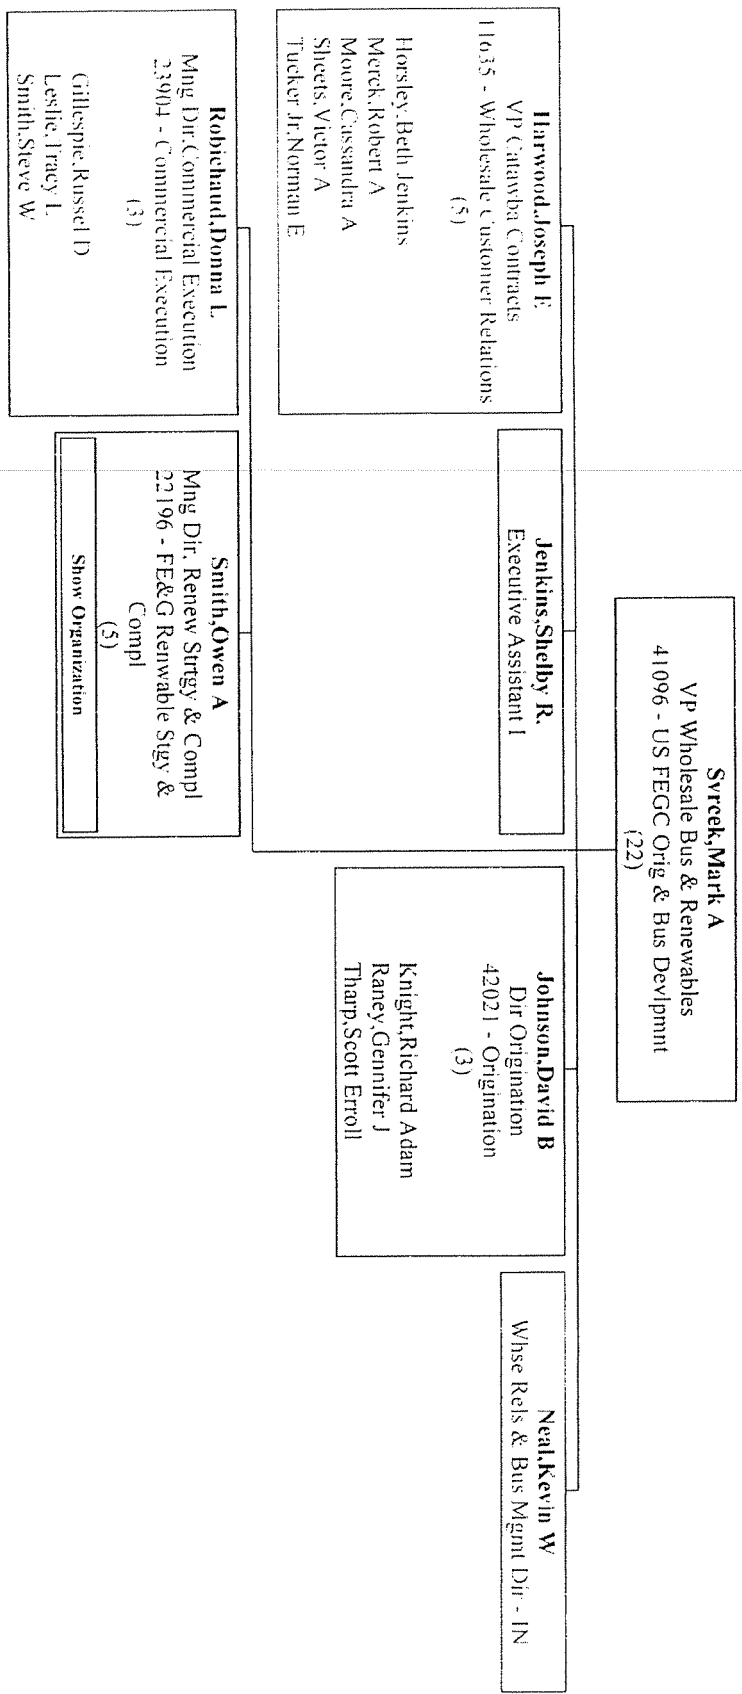 Syrcek,Mark A
VP Wholesale Bus & Renewables
41096 - US FEGC Orig & Bus Devlpmnt
(22)
Harwood,Joseph E
VP Catawba Contracts
11635 - Wholesale Customer Relations
(5)
Horsley,Beth Jenkins
Merck,Robert A
Moore,Cassandra A
Sheets,Victor A
Tucker Jr,Norman E
Jenkins,Shelby R.
Executive Assistant I
Johnson,David B
Dir Origination
42021 - Origination
(3)
Knight,Richard Adam
Raney,Gennifer J
Tharp,Scott Erroll
Neal,Kevin W
Whse Rels & Bus Mgmt Dir - IN
Robichaud,Donna L
Mng Dir,Commercial Execution
23904 - Commercial Execution
(3)
Gillespie,Russel D
Leslie,Tracy L
Smith,Steve W
Smith,Owen A
Mng Dir. Renew Strtgy & Compl
22196 - FE&G Renwable Stgy &
Compl
(5)
Show Organization